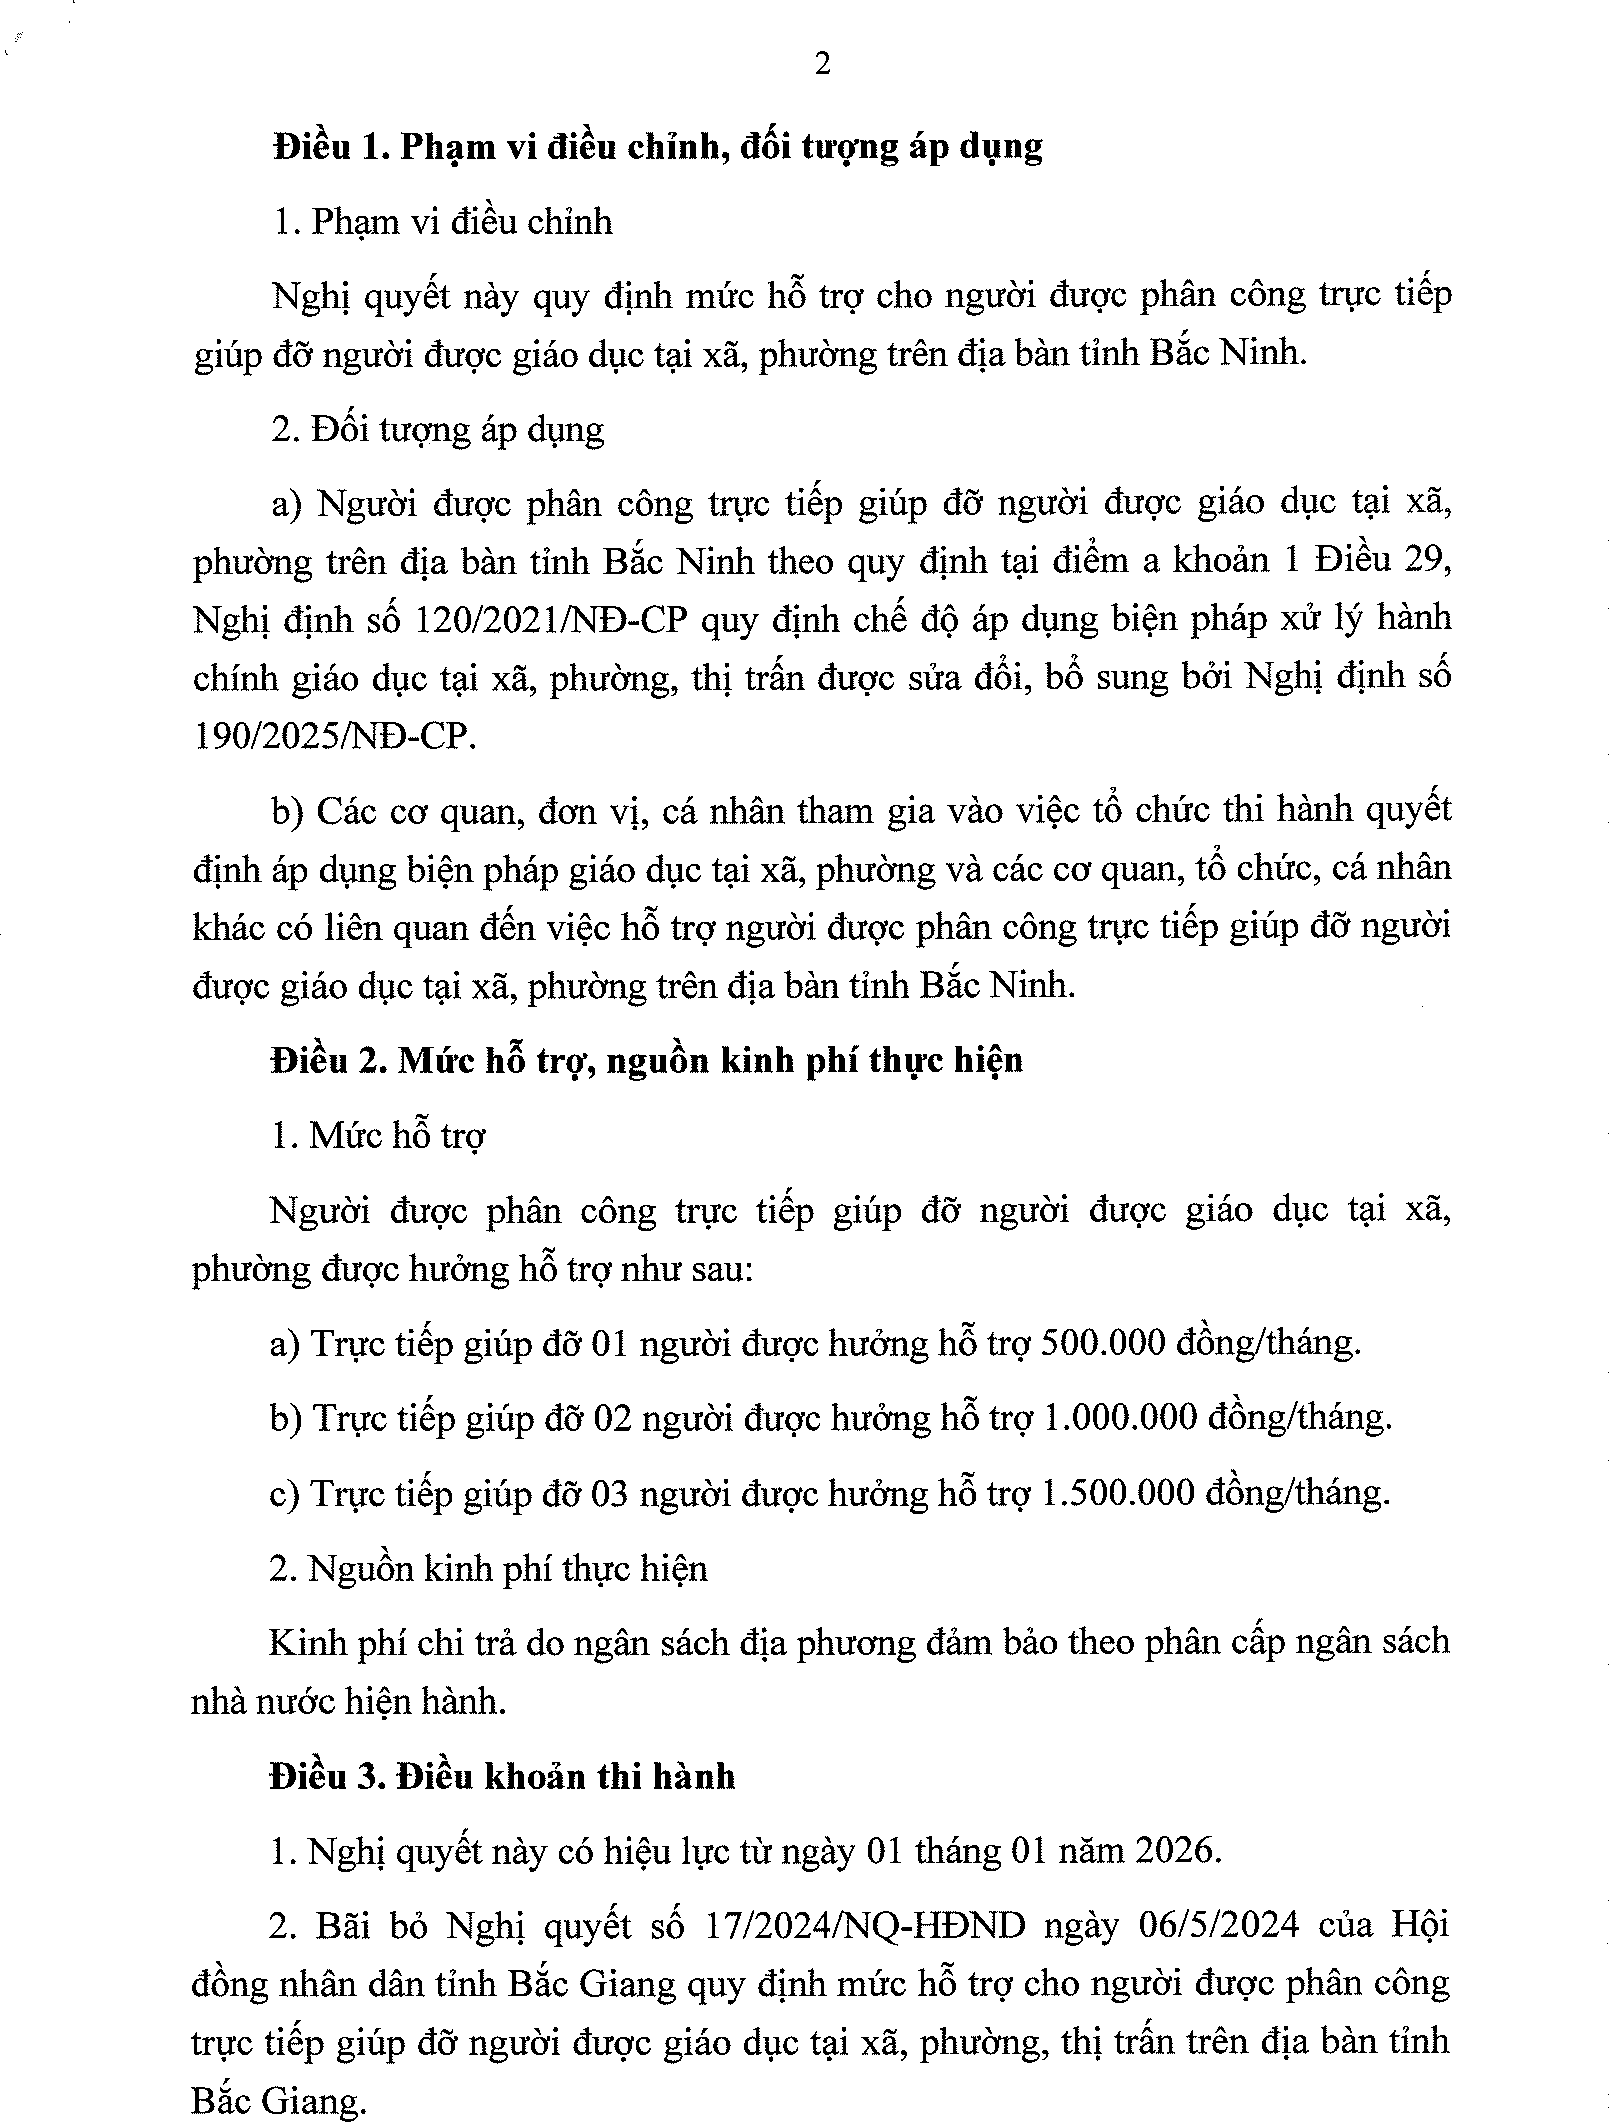 2
Điều 1. Phạm vi điều chỉnh, đối tượng áp dụng
1. Phạm vi điều chỉnh
Nghị quyết này quy định mức hỗ trợ cho người được phân công trực tiếp
giúp đỡ người được giáo dục tại xã, phường trên địa bàn tỉnh Bắc Ninh.
2. Đối tượng áp dụng
a) Người được phân công trực tiếp giúp đỡ người được giáo dục tại xã,
phường trên địa bàn tỉnh Bắc Ninh theo quy định tại điểm a khoản 1 Điều 29,
Nghị định số 120/2021/NĐ-CP quy định chế độ áp dụng biện pháp xử lý hành
chính giáo dục tại xã, phường, thị trấn được sửa đổi, bổ sung bởi Nghị định số
190/2025/NĐ-CP.
b) Các cơ quan, đơn vị, cá nhân tham gia vào việc tổ chức thi hành quyết
định áp dụng biện pháp giáo dục tại xã, phường và các cơ quan, tổ chức, cá nhân
khác có liên quan đến việc hỗ trợ người được phân công trực tiếp giúp đỡ người
được giáo dục tại xã, phường trên địa bàn tỉnh Bắc Ninh.
Điều 2. Mức hỗ trợ, nguồn kinh phí thực hiện
1. Mức hỗ trợ
Người được phân công trực tiếp giúp đỡ người được giáo dục tại xã,
phường được hưởng hỗ trợ như sau:
a) Trực tiếp giúp đỡ 01 người được hưởng hỗ trợ 500.000 đồng/tháng.
b) Trực tiếp giúp đỡ 02 người được hưởng hỗ trợ 1.000.000 đồng/tháng.
c) Trực tiếp giúp đỡ 03 người được hưởng hỗ trợ 1.500.000 đồng/tháng.
2. Nguồn kinh phí thực hiện
Kinh phí chi trả do ngân sách địa phương đảm bảo theo phân cấp ngân sách
nhà nước hiện hành.
Điều 3. Điều khoản thi hành
1. Nghị quyết này có hiệu lực từ ngày 01 tháng 01 năm 2026.
2. Bãi bỏ Nghị quyết số 17/2024/NQ-HĐND ngày 06/5/2024 của Hội
đồng nhân dân tỉnh Bắc Giang quy định mức hỗ trợ cho người được phân công
trực tiếp giúp đỡ người được giáo dục tại xã, phường, thị trấn trên địa bàn tỉnh
Bắc Giang.